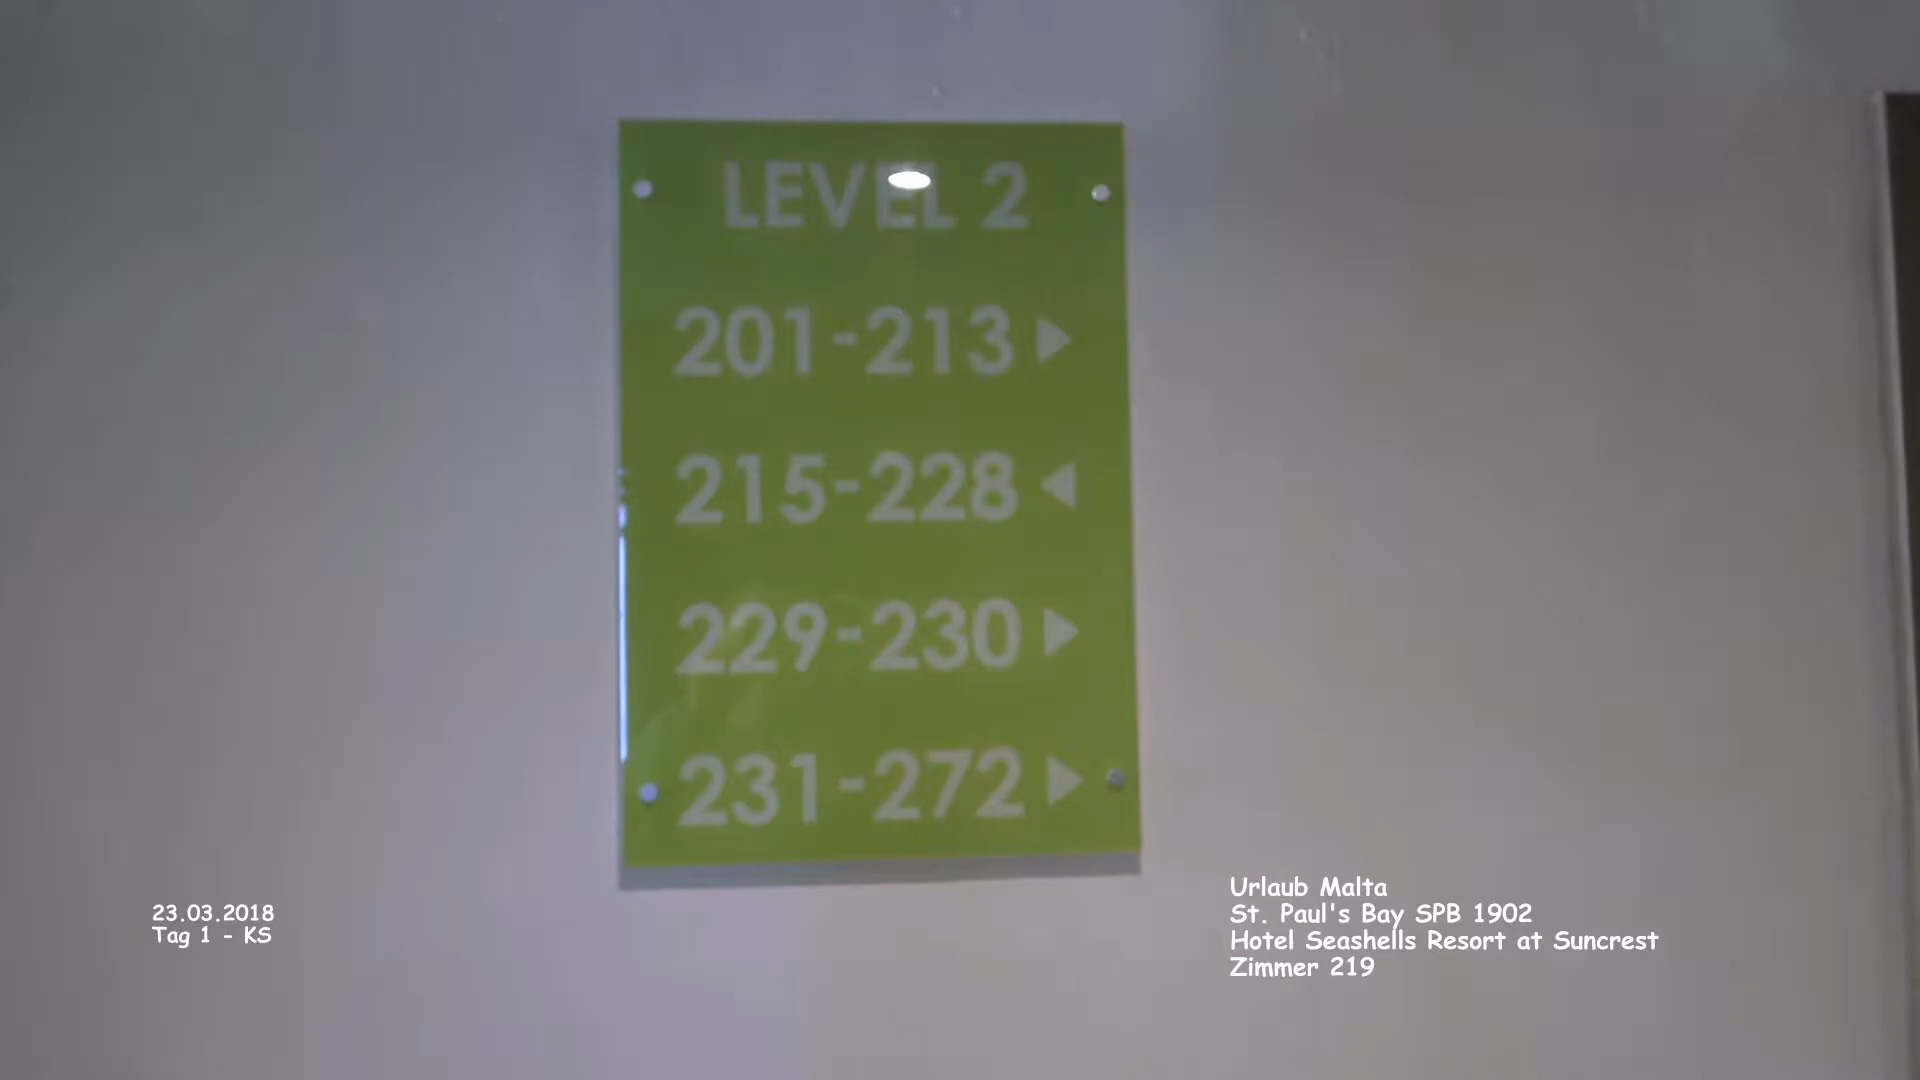 LEVEL 2
201-213 ▶
215-228 ◀
229-230 ▶
231-272 ▶
23.03.2018
Tag 1 - KS
Urlaub Malta
St. Paul's Bay SPB 1902
Hotel Seashells Resort at Suncrest
Zimmer 219